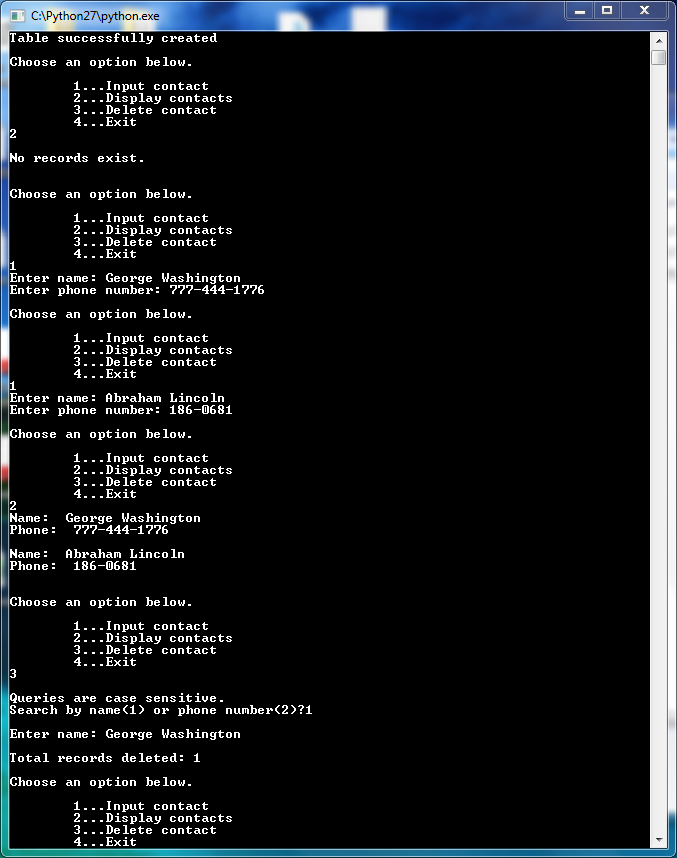 C:\Python27\python.exe
Table successfully created
Choose an option below.
1...Input contact
2...Display contacts
3...Delete contact
4...Exit
2
No records exist.
Choose an option below.
1...Input contact
2...Display contacts
3...Delete contact
4...Exit
1
Enter name: George Washington
Enter phone number: 777-444-1776
Choose an option below.
1...Input contact
2...Display contacts
3...Delete contact
4...Exit
1
Enter name: Abraham Lincoln
Enter phone number: 186-0681
Choose an option below.
1...Input contact
2...Display contacts
3...Delete contact
4...Exit
2
Name:  George Washington
Phone:  777-444-1776
Name:  Abraham Lincoln
Phone:  186-0681
Choose an option below.
1...Input contact
2...Display contacts
3...Delete contact
4...Exit
3
Queries are case sensitive.
Search by name(1) or phone number(2)?1
Enter name: George Washington
Total records deleted: 1
Choose an option below.
1...Input contact
2...Display contacts
3...Delete contact
4...Exit